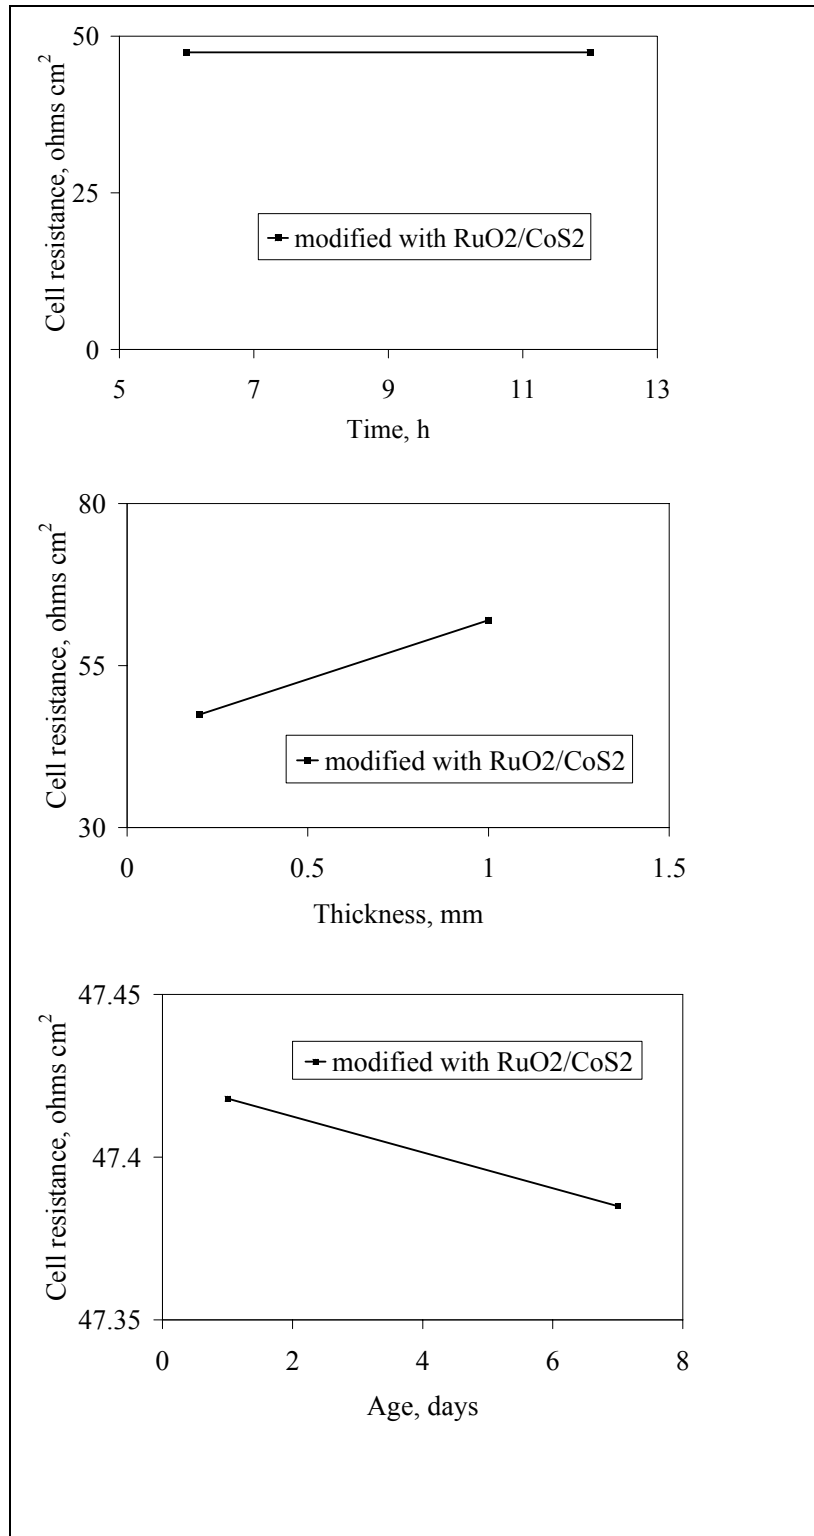 50
Cell resistance, ohms cm²
25
modified with RuO2/CoS2
0
5 7 9 11 13
Time, h
80
Cell resistance, ohms cm²
55
modified with RuO2/CoS2
30
0 0.5 1 1.5
Thickness, mm
47.45
Cell resistance, ohms cm²
modified with RuO2/CoS2
47.4
47.35
0 2 4 6 8
Age, days